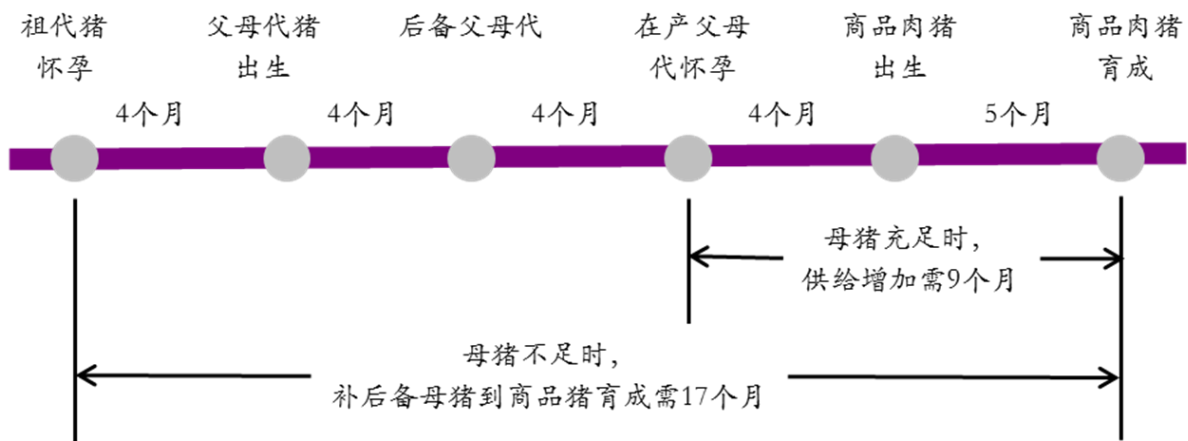 祖代猪
怀孕
父母代猪
出生
后备父母代
在产父母
代怀孕
商品肉猪
出生
商品肉猪
育成
4个月
4个月
4个月
4个月
5个月
母猪充足时，
供给增加需9个月
母猪不足时，
补后备母猪到商品猪育成需17个月